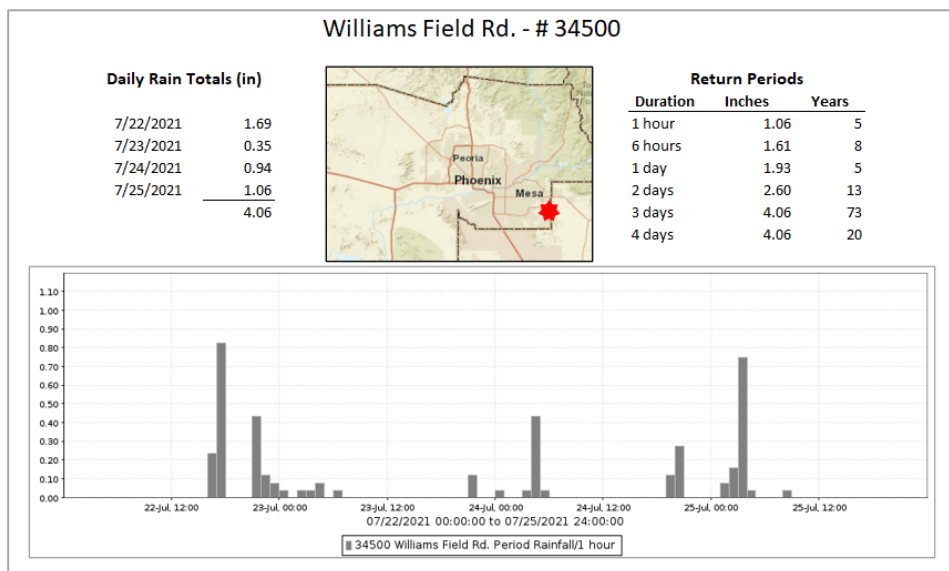 Williams Field Rd. - # 34500
Daily Rain Totals (in)
7/22/2021 1.69
7/23/2021 0.35
7/24/2021 0.94
7/25/2021 1.06
4.06
Peoria
Phoenix
Mesa
Return Periods
Duration Inches Years
1 hour 1.06 5
6 hours 1.61 8
1 day 1.93 5
2 days 2.60 13
3 days 4.06 73
4 days 4.06 20
1.10
1.00
0.90
0.80
0.70
0.60
0.50
0.40
0.30
0.20
0.10
0.00
22-Jul, 12:00 23-Jul, 00:00 23-Jul, 12:00 24-Jul, 00:00 24-Jul, 12:00 25-Jul, 00:00 25-Jul, 12:00
07/22/2021 00:00:00 to 07/25/2021 24:00:00
34500 Williams Field Rd. Period Rainfall/1 hour